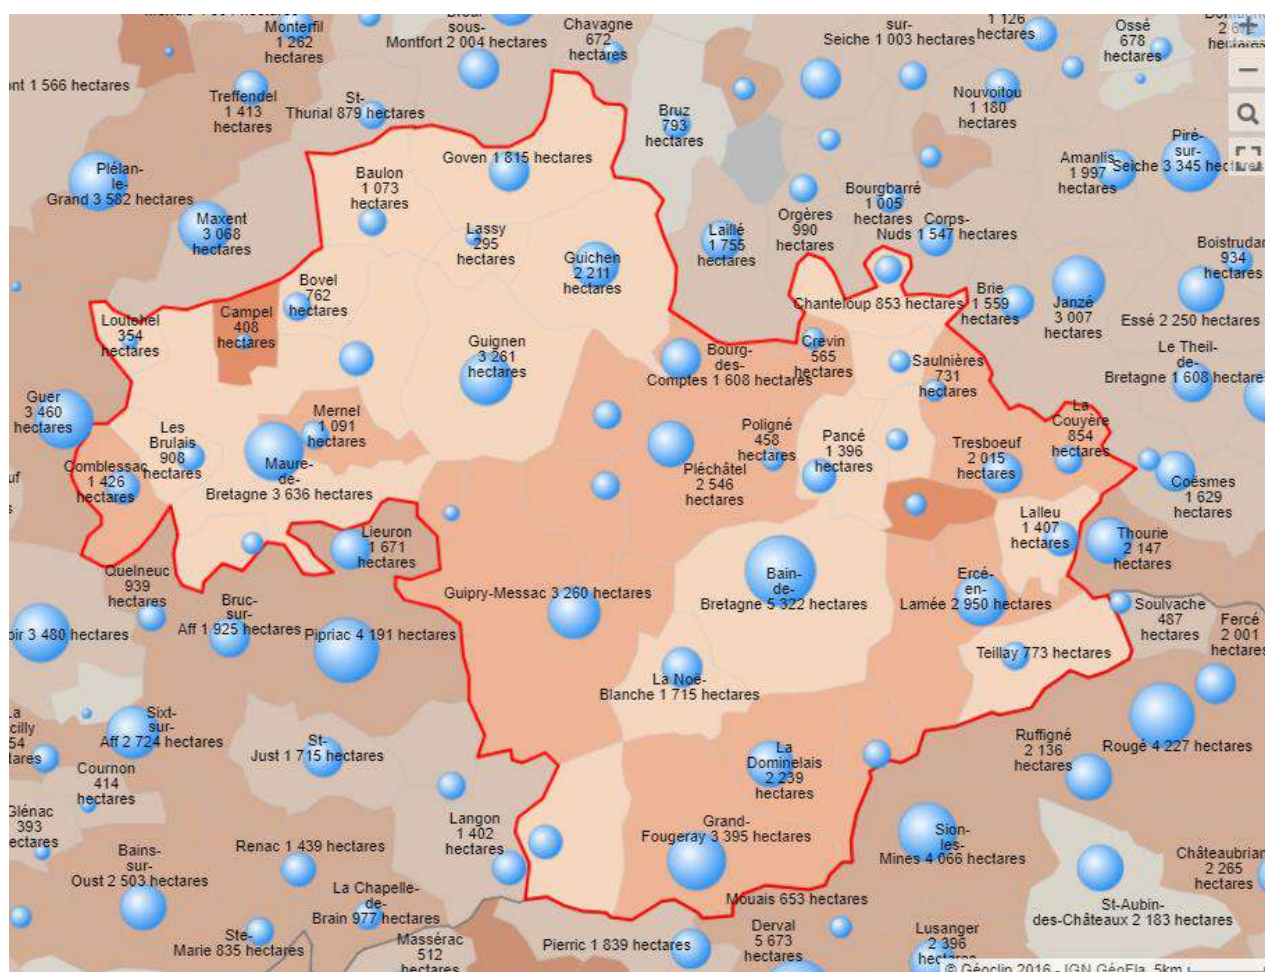 Monterfil
1 262
hectares
sous-
Montfort 2 004 hectares
Chavagne
672
hectares
sur-
Seiche 1 003 hectares
1 126
hectares
Ossé
678
hectares
ont 1 566 hectares
Treffendel
1 413
hectares
St-
Thurial 879 hectares
Bruz
793
hectares
Nouvoitou
1 180
hectares
Piré-
sur-
Seiche 3 345 hectares
Amanlis
1 997
hectares
Goven 1 815 hectares
Plélan-
le-
Grand 3 582 hectares
Baulon
1 073
hectares
Maxent
3 068
hectares
Lassy
295
hectares
Guichen
2 211
hectares
Laillé
1 755
hectares
Orgères
990
hectares
Bourgbarré
1 005
hectares
Corps-
Nuds 1 547 hectares
Boistrudan
934
hectares
Bovel
762
hectares
Campel
408
hectares
Loutehel
354
hectares
Chanteloup 853 hectares
Brie
1 559
hectares
Janzé
3 007
hectares
Essé 2 250 hectares
Guignen
3 261
hectares
Bourg-
des-
Comptes 1 608 hectares
Crevin
565
hectares
Saulnières
731
hectares
Le Theil-
de-
Bretagne 1 608 hectares
Guer
3 460
hectares
Mernel
1 091
hectares
Les
Brulais
908
hectares
Maure-
de-
Bretagne 3 636 hectares
Comblessac
1 426
hectares
Poligné
458
hectares
Pancé
1 396
hectares
Pléchâtel
2 546
hectares
Tresboeuf
2 015
hectares
La
Couyère
854
hectares
Coësmes
1 629
hectares
Lalleu
1 407
hectares
Thourie
2 147
hectares
Lieuron
1 671
hectares
Quelneuc
939
hectares
Bruc-
sur-
Aff 1 925 hectares
Guipry-Messac 3 260 hectares
Bain-
de-
Bretagne 5 322 hectares
Ercé-
en-
Lamée 2 950 hectares
Soulvache
487
hectares
Fercé
2 001
hectares
oir 3 480 hectares
Pipriac 4 191 hectares
Teillay 773 hectares
La Noë-
Blanche 1 715 hectares
La
cilly
54
tares
Sixt-
sur-
Aff 2 724 hectares
St-
Just 1 715 hectares
La
Dominelais
2 239
hectares
Ruffigné
2 136
hectares
Rougé 4 227 hectares
Cournon
414
hectares
Glénac
393
hectares
Langon
1 402
hectares
Grand-
Fougeray 3 395 hectares
Sion-
les-
Mines 4 066 hectares
Renac 1 439 hectares
Bains-
sur-
Oust 2 503 hectares
Châteaubrian
2 265
hectares
La Chapelle-
de-
Brain 977 hectares
Mouais 653 hectares
St-Aubin-
des-Châteaux 2 183 hectares
Ste-
Marie 835 hectares
Massérac
512
hectares
Pierric 1 839 hectares
Derval
5 673
hectares
Lusanger
2 396
hectares
© Géoclip 2016 - IGN GéoFla 5km